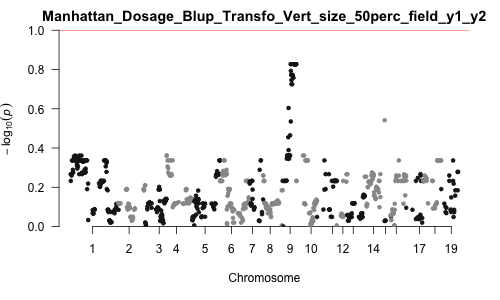 Manhattan_Dosage_Blup_Transfo_Vert_size_50perc_field_y1_y2
1.0
0.8
0.6
0.4
0.2
0.0
− log10(p)
1 2 3 4 5 6 7 8 9 10 12 14 17 19
Chromosome